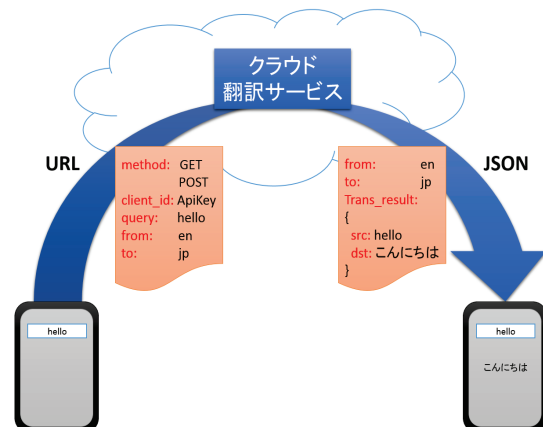 クラウド
翻訳サービス
URL
method: GET
POST
client_id: ApiKey
query: hello
from: en
to: jp
from: en
to: jp
Trans_result:
{
src: hello
dst: こんにちは
}
JSON
hello
hello
こんにちは